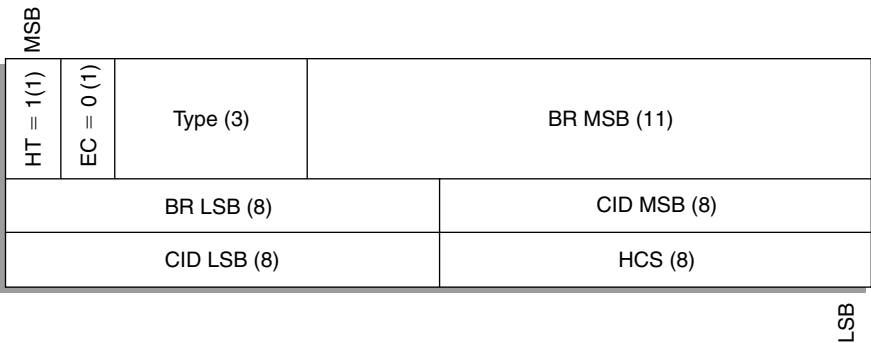 MSB
HT = 1(1)
EC = 0 (1)
Type (3)
BR MSB (11)
BR LSB (8)
CID MSB (8)
CID LSB (8)
HCS (8)
LSB